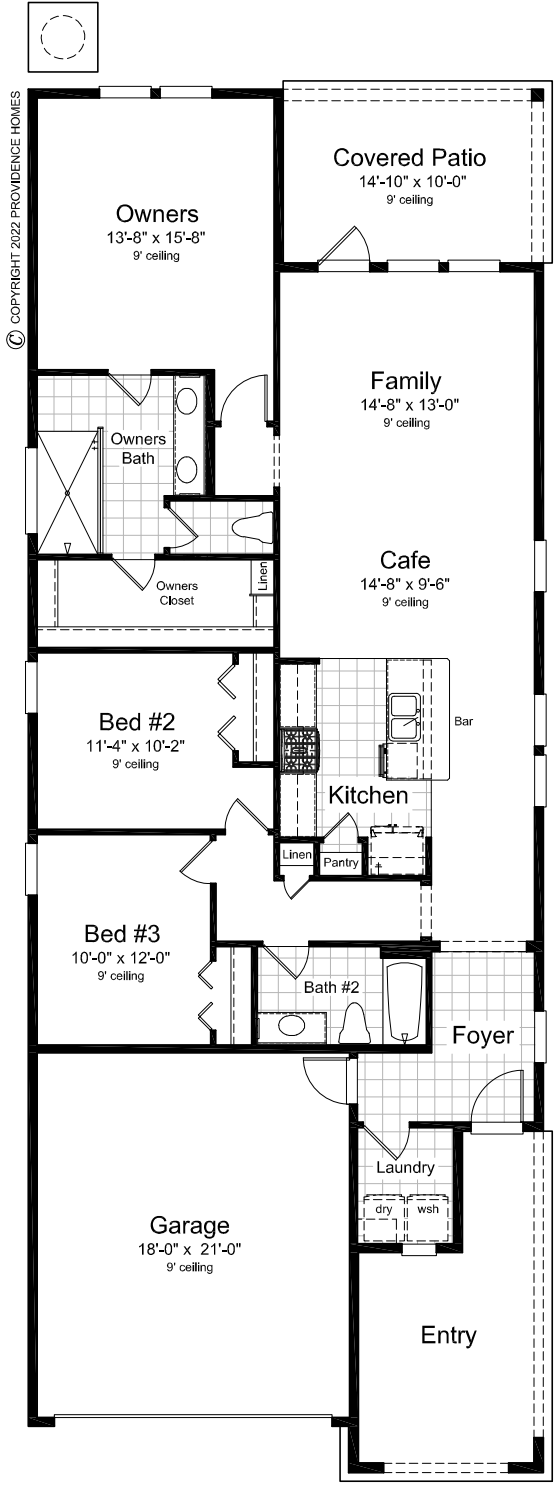 © COPYRIGHT 2022 PROVIDENCE HOMES
Covered Patio
14'-10" x 10'-0"
9' ceiling
Owners
13'-8" x 15'-8"
9' ceiling
Family
14'-8" x 13'-0"
9' ceiling
Owners
Bath
Cafe
14'-8" x 9'-6"
9' ceiling
Owners
Closet
Linen
Bed #2
11'-4" x 10'-2"
9' ceiling
Bar
Kitchen
Linen
Pantry
Bed #3
10'-0" x 12'-0"
9' ceiling
Bath #2
Foyer
Laundry
dry
wsh
Garage
18'-0" x 21'-0"
9' ceiling
Entry